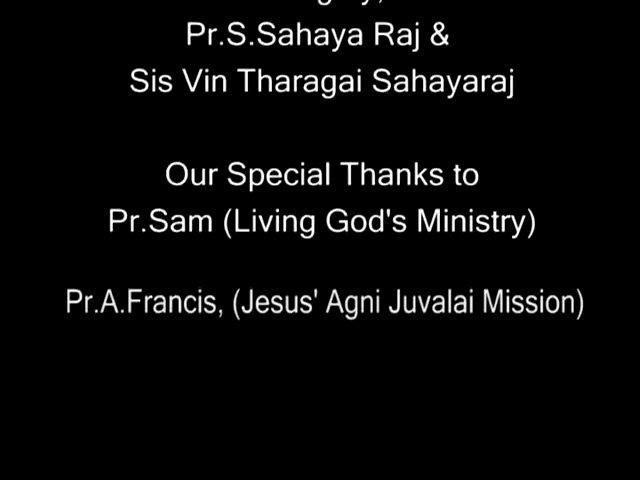 Pr.S.Sahaya Raj &
Sis Vin Tharagai Sahayaraj
Our Special Thanks to
Pr.Sam (Living God's Ministry)
Pr.A.Francis, (Jesus' Agni Juvalai Mission)